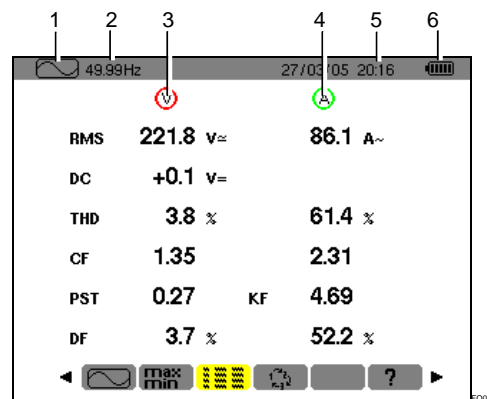 1 2 3 4 5 6
49.99Hz 27/03/05 20:16
V A
RMS 221.8 V≃ 86.1 A~
DC +0.1 V=
THD 3.8 % 61.4 %
CF 1.35 2.31
PST 0.27 KF 4.69
DF 3.7 % 52.2 %
max
min
?